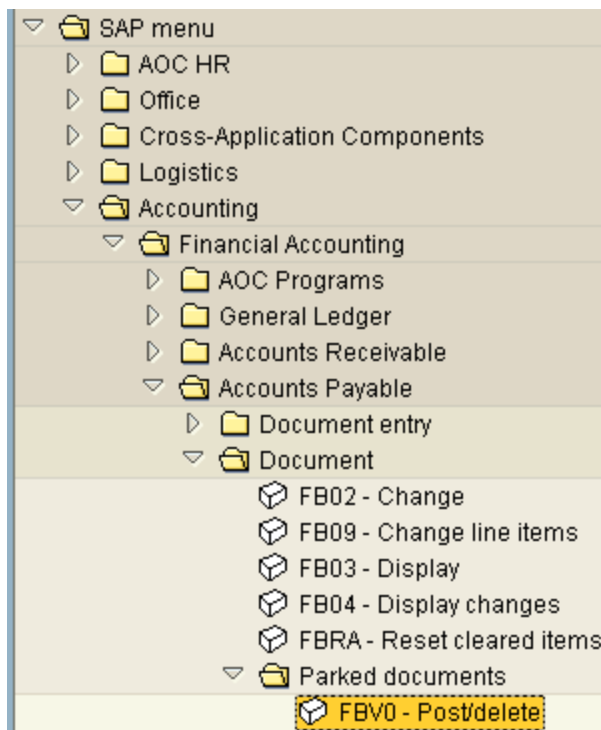 SAP menu
AOC HR
Office
Cross-Application Components
Logistics
Accounting
Financial Accounting
AOC Programs
General Ledger
Accounts Receivable
Accounts Payable
Document entry
Document
FB02 - Change
FB09 - Change line items
FB03 - Display
FB04 - Display changes
FBRA - Reset cleared items
Parked documents
FBV0 - Post/delete